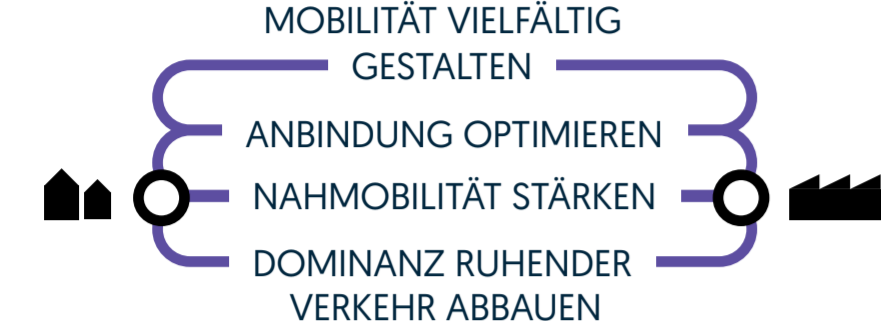 MOBILITÄT VIELFÄLTIG
GESTALTEN
ANBINDUNG OPTIMIEREN
NAHMOBILITÄT STÄRKEN
DOMINANZ RUHENDER
VERKEHR ABBAUEN